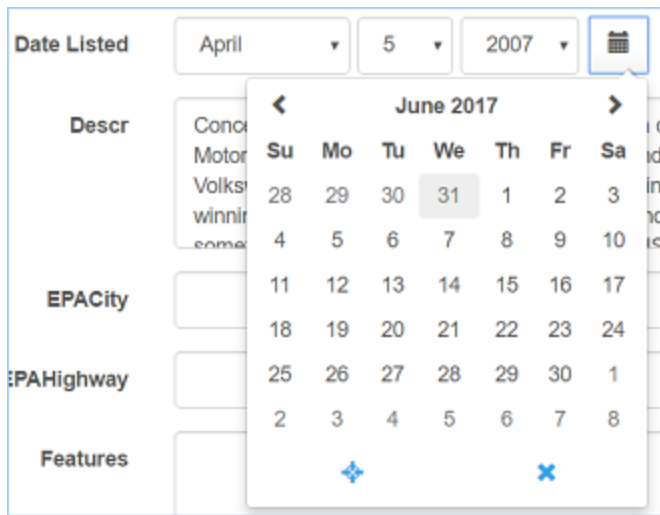 Date Listed April 5 2007
June 2017
Descr Conce
Su Mo Tu We Th Fr Sa
Motor
Volksw
28 29 30 31 1 2 3
winnin
4 5 6 7 8 9 10
11 12 13 14 15 16 17
EPACity
18 19 20 21 22 23 24
25 26 27 28 29 30 1
EPAHighway
2 3 4 5 6 7 8
Features